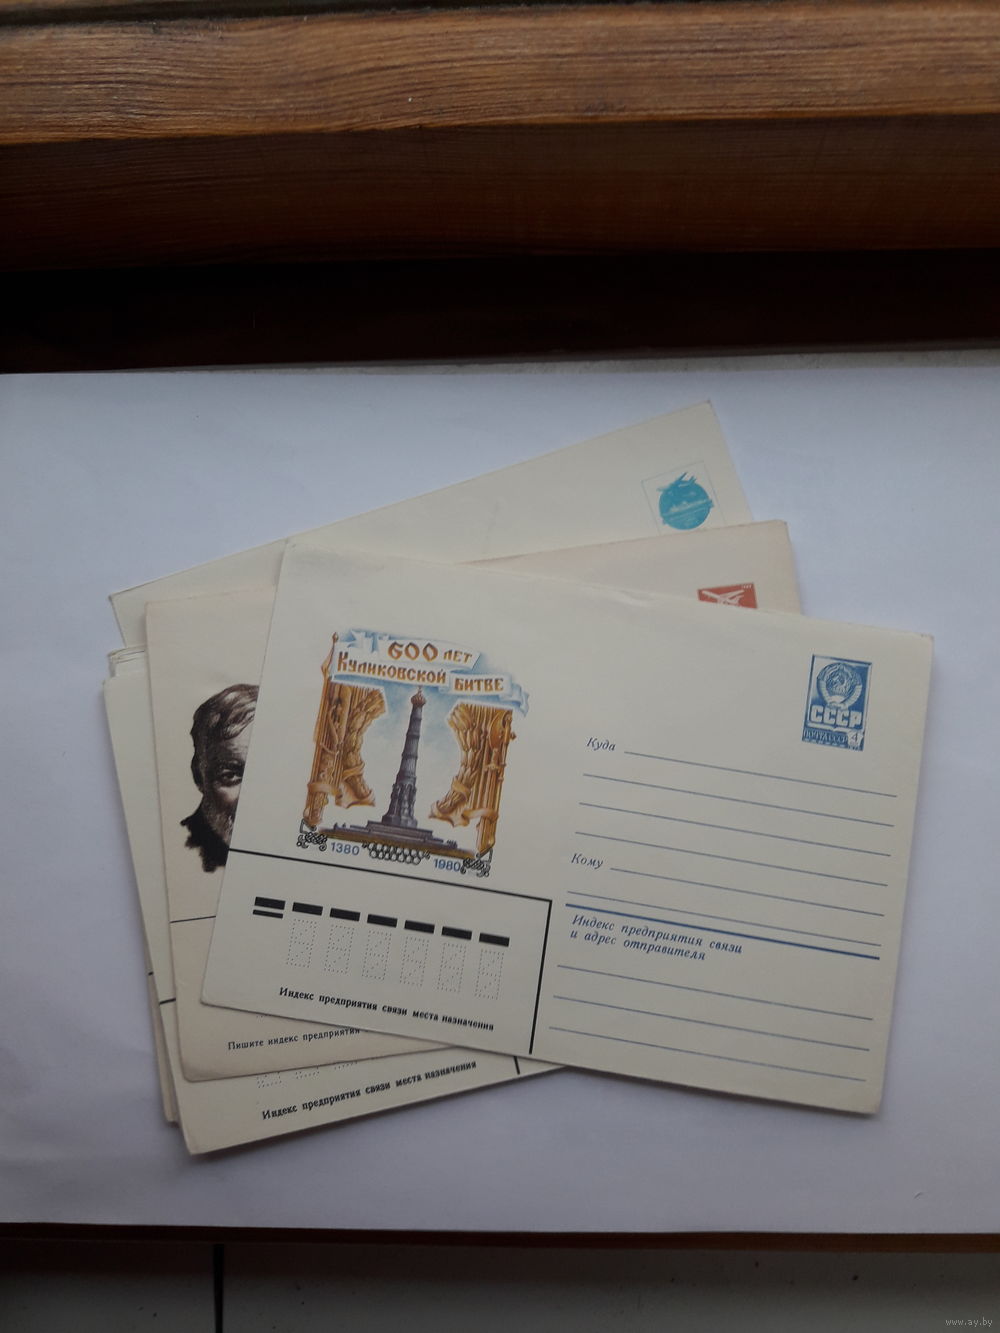 600 ЛЕТ
КУЛИКОВСКОЙ БИТВЕ
1380
1980
СССР
ПОЧТА СССР
4
Куда
Кому
Индекс предприятия связи
и адрес отправителя
Индекс предприятия связи места назначения
Пишите индекс предприятия
Индекс предприятия связи места назначения
www.ay.by